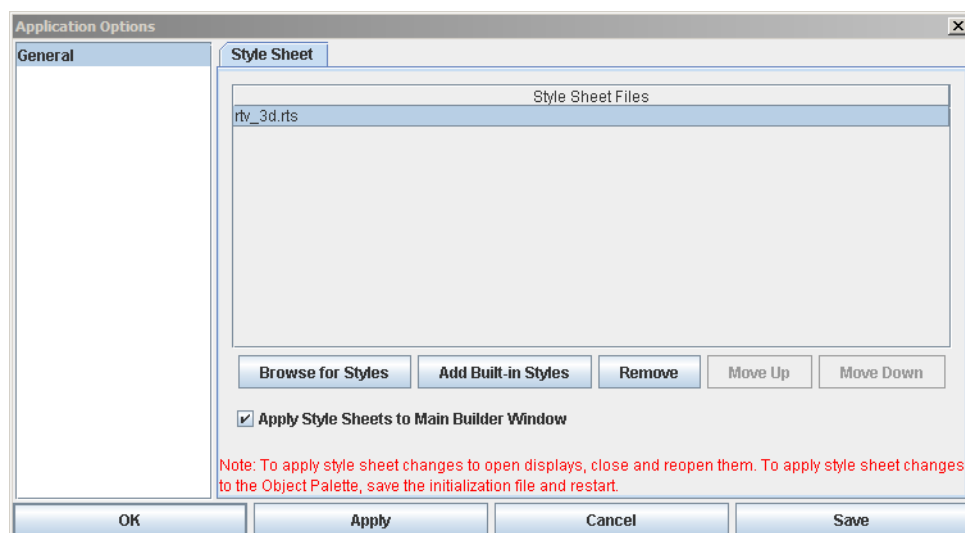 Application Options
General
Style Sheet
Style Sheet Files
rtv_3d.rts
Browse for Styles Add Built-in Styles Remove Move Up Move Down
Apply Style Sheets to Main Builder Window
Note: To apply style sheet changes to open displays, close and reopen them. To apply style sheet changes
to the Object Palette, save the initialization file and restart.
OK Apply Cancel Save